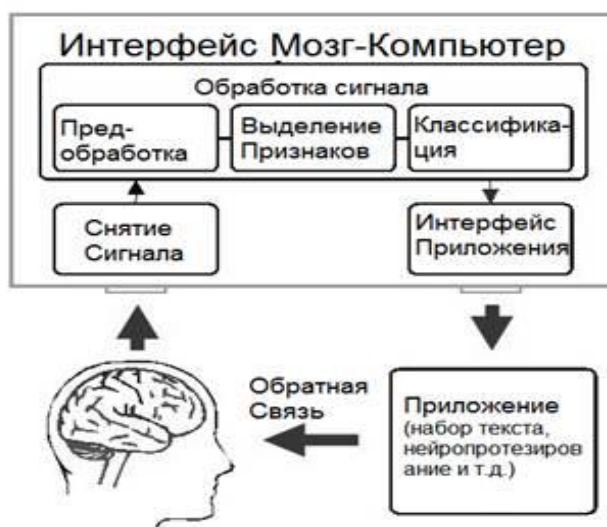 Интерфейс Мозг-Компьютер
Обработка сигнала
Пред-
обработка
Выделение
Признаков
Классифика-
ция
Снятие
Сигнала
Интерфейс
Приложения
Обратная
Связь
Приложение
(набор текста,
нейропротезиров
ание и т.д.)